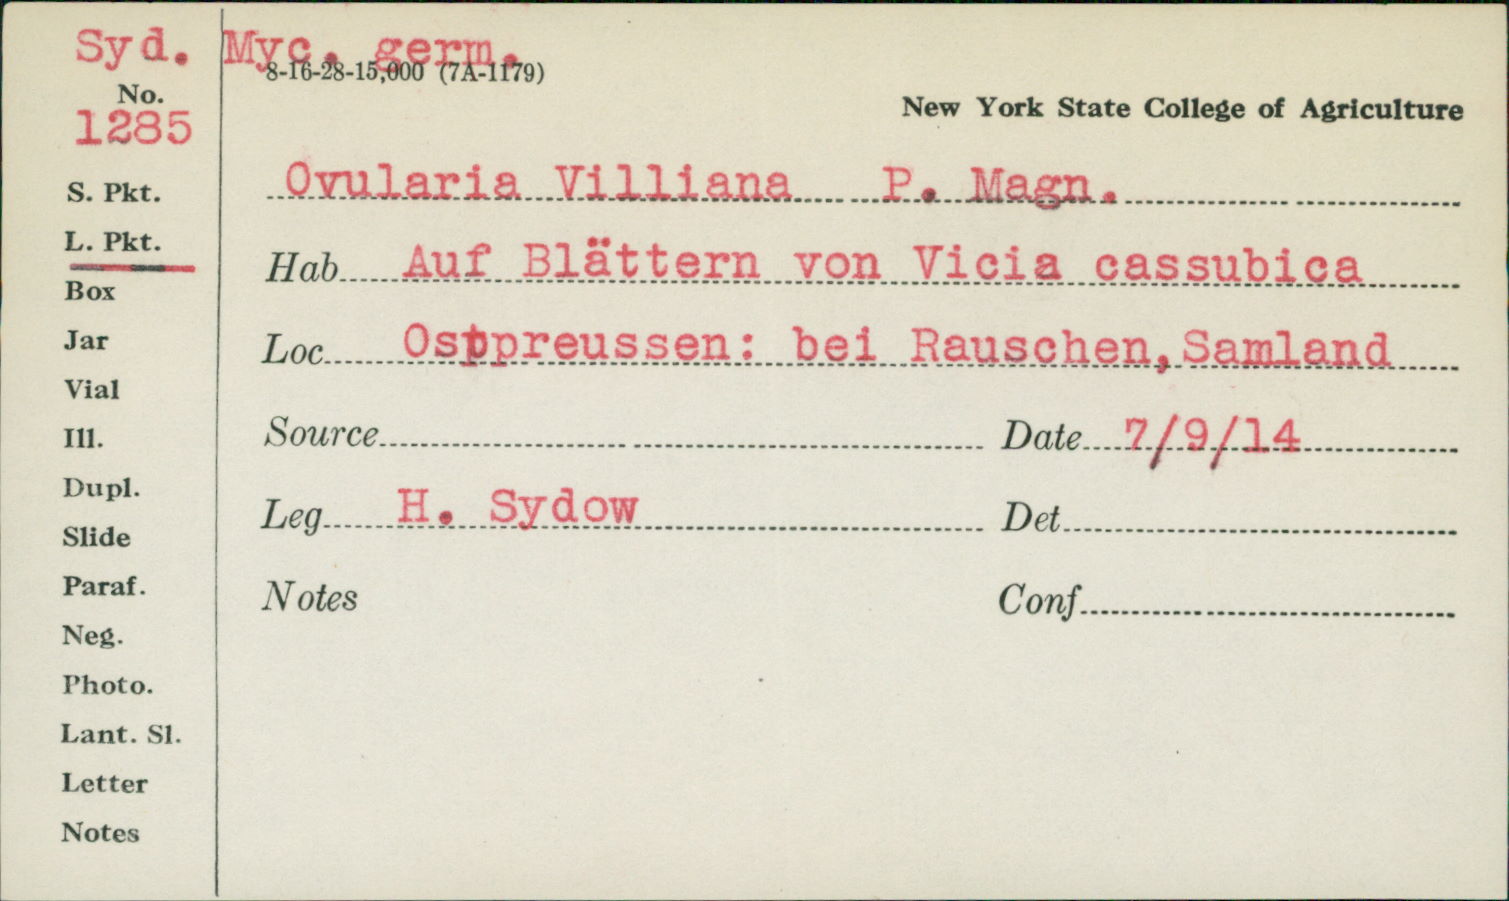 Syd. Myc. germ.
8-16-28-15,000 (7A-1179)
No.
1285
New York State College of Agriculture
S. Pkt.
Ovularia Villiana P. Magn.
L. Pkt.
Hab Auf Blättern von Vicia cassubica
Box
Jar
Loc Ostpreussen: bei Rauschen, Samland
Vial
Ill.
Source Date 7/9/14
Dupl.
Leg H. Sydow Det
Slide
Paraf.
Notes Conf
Neg.
Photo.
Lant. Sl.
Letter
Notes